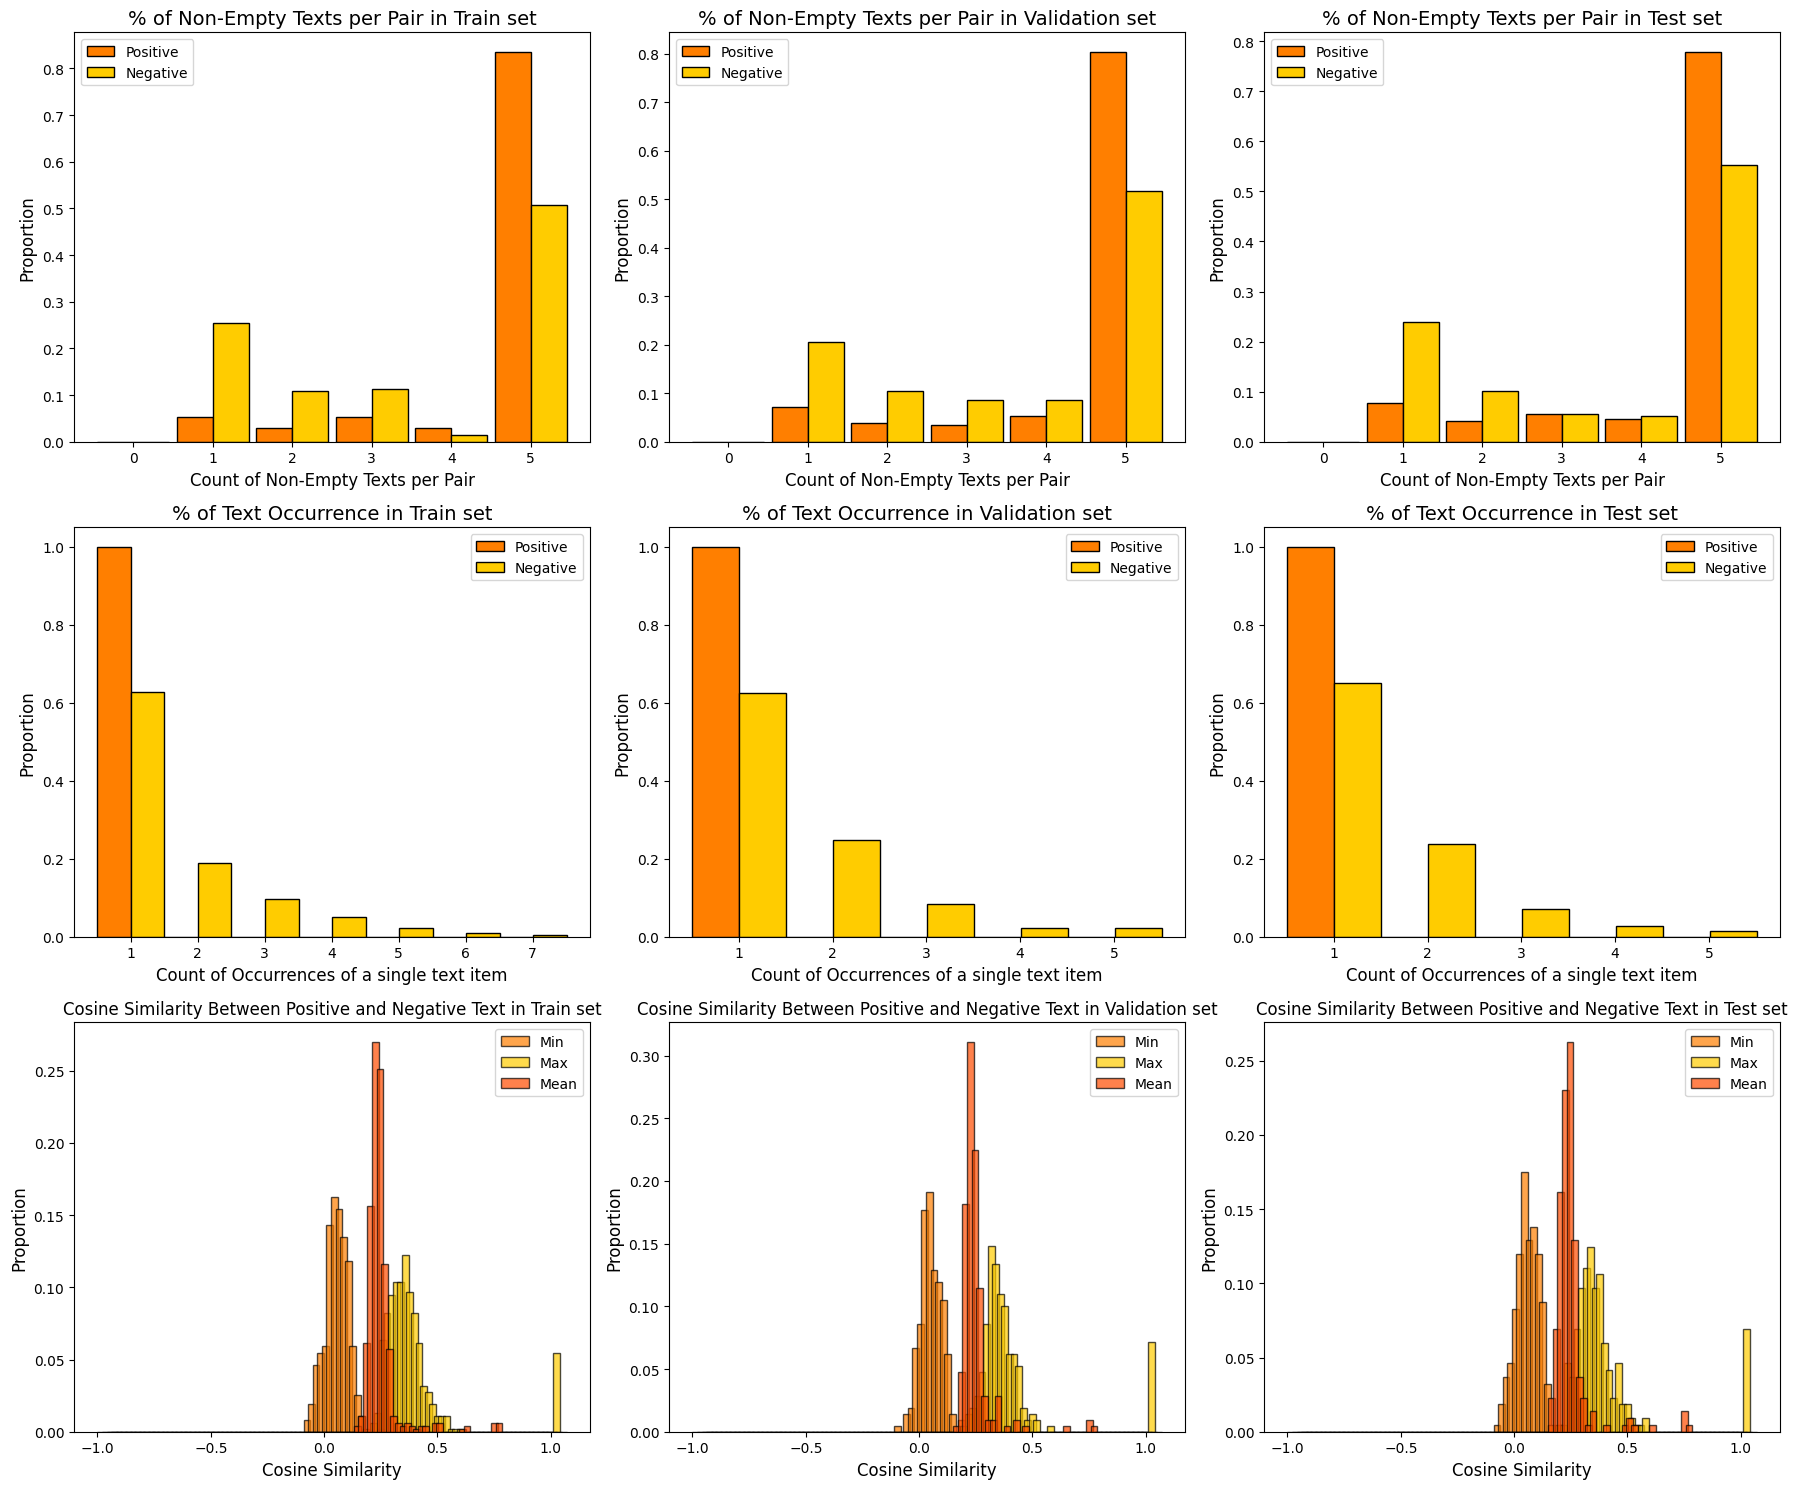 % of Non-Empty Texts per Pair in Train set
Positive
Negative
Proportion
0.8
0.7
0.6
0.5
0.4
0.3
0.2
0.1
0.0
0 1 2 3 4 5
Count of Non-Empty Texts per Pair
% of Non-Empty Texts per Pair in Validation set
Positive
Negative
Proportion
0.8
0.7
0.6
0.5
0.4
0.3
0.2
0.1
0.0
0 1 2 3 4 5
Count of Non-Empty Texts per Pair
% of Non-Empty Texts per Pair in Test set
Positive
Negative
Proportion
0.8
0.7
0.6
0.5
0.4
0.3
0.2
0.1
0.0
0 1 2 3 4 5
Count of Non-Empty Texts per Pair
% of Text Occurrence in Train set
Positive
Negative
Proportion
1.0
0.8
0.6
0.4
0.2
0.0
1 2 3 4 5 6 7
Count of Occurrences of a single text item
% of Text Occurrence in Validation set
Positive
Negative
Proportion
1.0
0.8
0.6
0.4
0.2
0.0
1 2 3 4 5
Count of Occurrences of a single text item
% of Text Occurrence in Test set
Positive
Negative
Proportion
1.0
0.8
0.6
0.4
0.2
0.0
1 2 3 4 5
Count of Occurrences of a single text item
Cosine Similarity Between Positive and Negative Text in Train set
Min
Max
Mean
Proportion
0.25
0.20
0.15
0.10
0.05
0.00
−1.0 −0.5 0.0 0.5 1.0
Cosine Similarity
Cosine Similarity Between Positive and Negative Text in Validation set
Min
Max
Mean
Proportion
0.30
0.25
0.20
0.15
0.10
0.05
0.00
−1.0 −0.5 0.0 0.5 1.0
Cosine Similarity
Cosine Similarity Between Positive and Negative Text in Test set
Min
Max
Mean
Proportion
0.25
0.20
0.15
0.10
0.05
0.00
−1.0 −0.5 0.0 0.5 1.0
Cosine Similarity